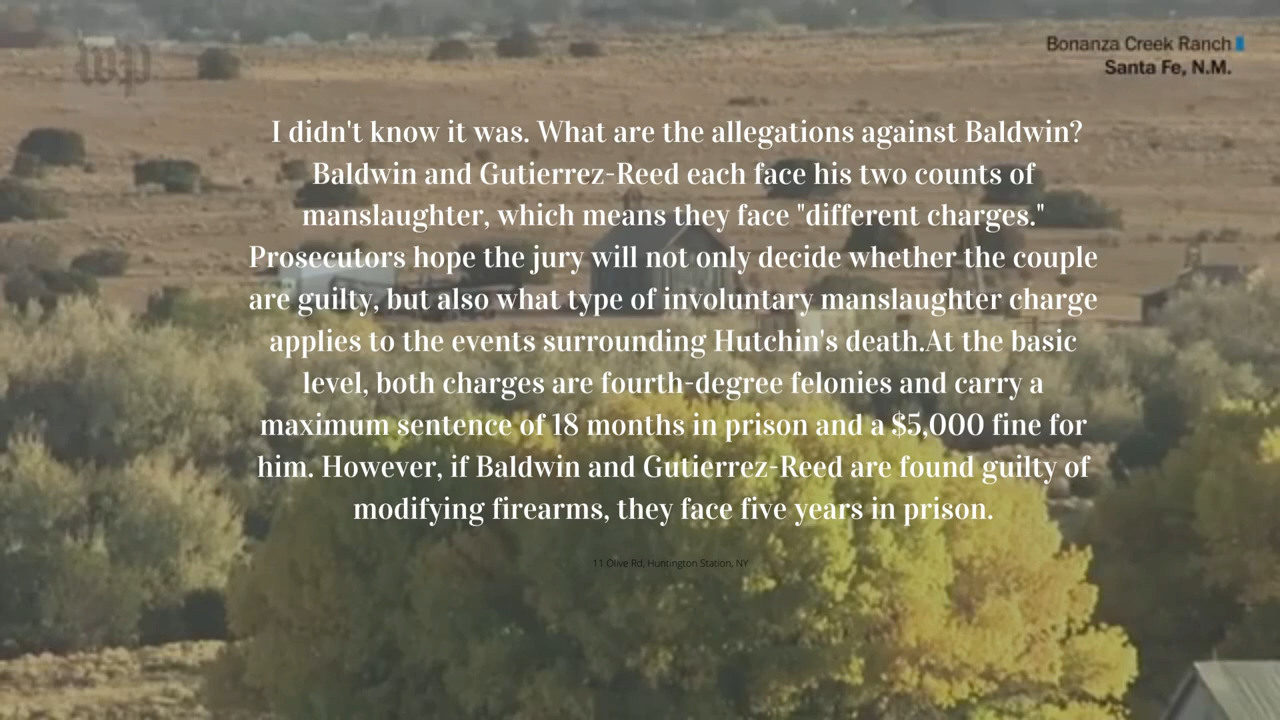 wp
Bonanza Creek Ranch
Santa Fe, N.M.
I didn't know it was. What are the allegations against Baldwin?
Baldwin and Gutierrez-Reed each face his two counts of
manslaughter, which means they face "different charges."
Prosecutors hope the jury will not only decide whether the couple
are guilty, but also what type of involuntary manslaughter charge
applies to the events surrounding Hutchin's death.At the basic
level, both charges are fourth-degree felonies and carry a
maximum sentence of 18 months in prison and a $5,000 fine for
him. However, if Baldwin and Gutierrez-Reed are found guilty of
modifying firearms, they face five years in prison.
11 Olive Rd, Huntington Station, NY